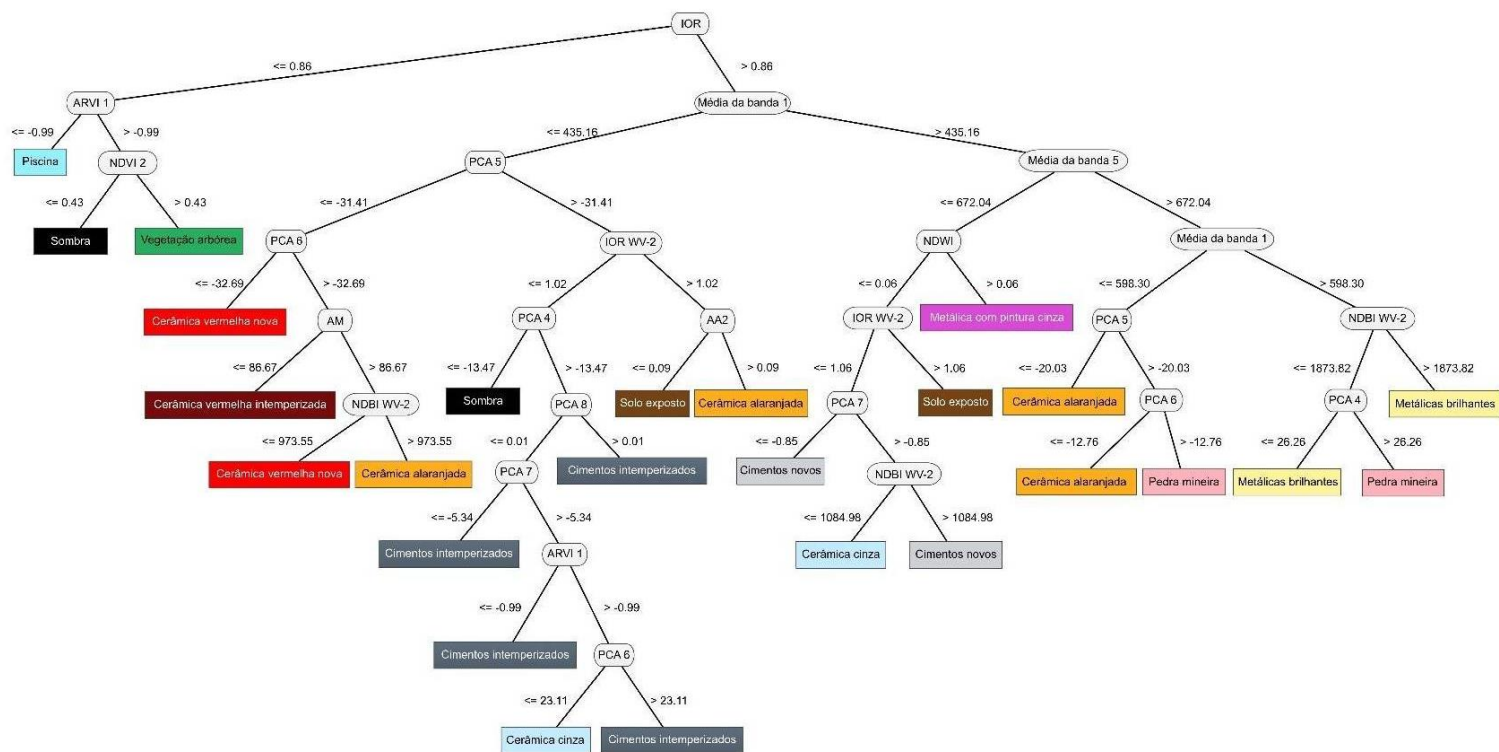 IOR
<= 0.86
> 0.86
ARVI 1
Média da banda 1
<= -0.99
> -0.99
<= 435.16
> 435.16
Piscina
NDVI 2
PCA 5
Média da banda 5
<= 0.43
> 0.43
<= -31.41
> -31.41
<= 672.04
> 672.04
Sombra
Vegetação arbórea
PCA 6
IOR WV-2
NDWI
Média da banda 1
<= -32.69
> -32.69
<= 1.02
> 1.02
<= 0.06
> 0.06
<= 598.30
> 598.30
Cerâmica vermelha nova
AM
PCA 4
AA2
IOR WV-2
Metálica com pintura cinza
PCA 5
NDBI WV-2
<= 86.67
> 86.67
<= -13.47
> -13.47
<= 0.09
> 0.09
<= 1.06
> 1.06
<= -20.03
> -20.03
<= 1873.82
> 1873.82
Cerâmica vermelha intemperizada
NDBI WV-2
Sombra
PCA 8
Solo exposto
Cerâmica alaranjada
PCA 7
Solo exposto
Cerâmica alaranjada
PCA 6
PCA 4
Metálicas brilhantes
<= 973.55
> 973.55
<= 0.01
> 0.01
<= -0.85
> -0.85
<= -12.76
> -12.76
<= 26.26
> 26.26
Cerâmica vermelha nova
Cerâmica alaranjada
PCA 7
Cimentos intemperizados
Cimentos novos
NDBI WV-2
Cerâmica alaranjada
Pedra mineira
Metálicas brilhantes
Pedra mineira
<= -5.34
> -5.34
<= 1084.98
> 1084.98
Cimentos intemperizados
ARVI 1
Cerâmica cinza
Cimentos novos
<= -0.99
> -0.99
Cimentos intemperizados
PCA 6
<= 23.11
> 23.11
Cerâmica cinza
Cimentos intemperizados